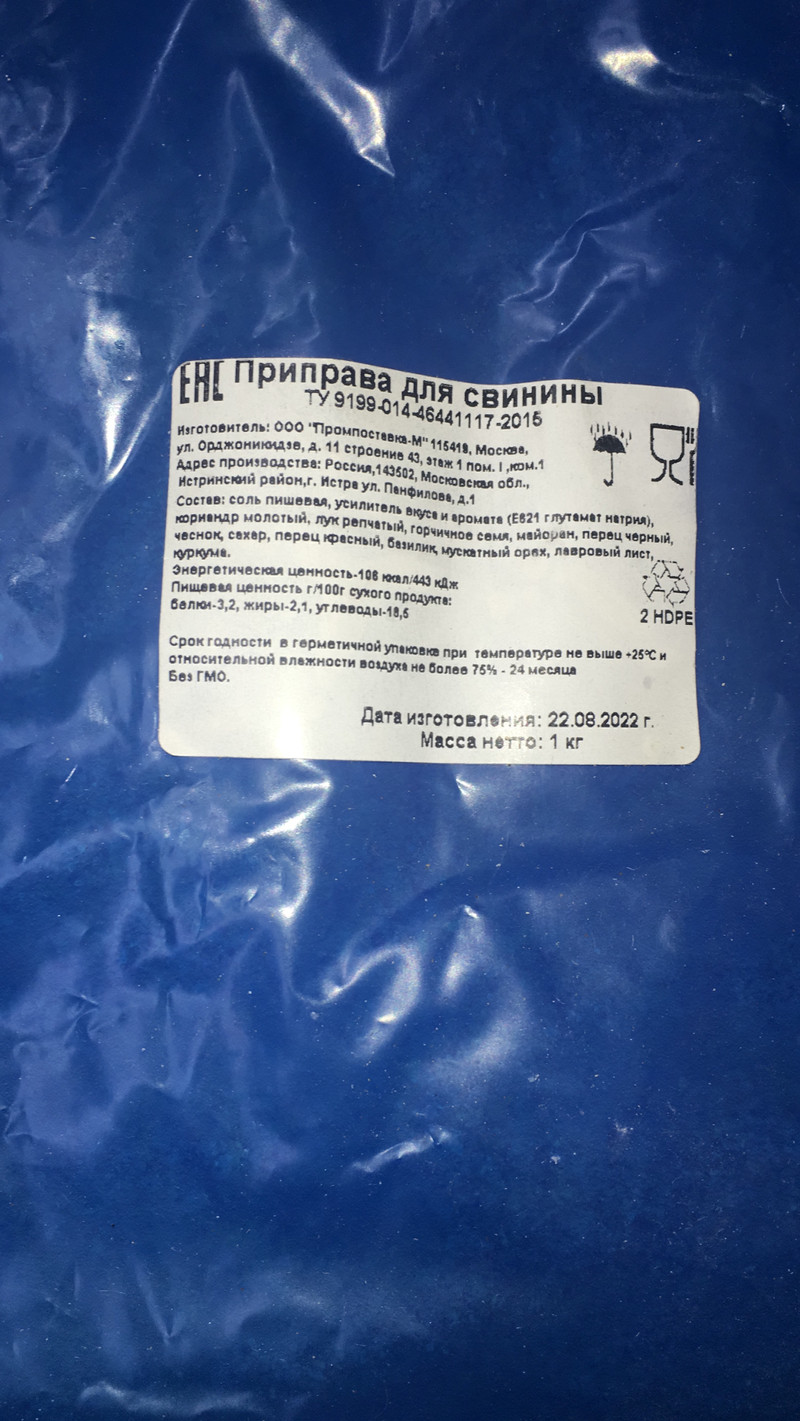 ЕАС Приправа для свинины
ТУ 9199-014-46441117-2015
Изготовитель: ООО "Промпоставка-М" 115419, Москва,
ул. Орджоникидзе, д. 11 строение 43, этаж 1 пом. I ,ком.1
Адрес производства: Россия,143502, Московская обл.,
Истринский район,г. Истра ул. Панфилова, д.1
Состав: соль пищевая, усилитель вкуса и аромата (Е621 глутамат натрия),
кориандр молотый, лук репчатый, горчичное семя, майоран, перец черный,
чеснок, сахар, перец красный, базилик, мускатный орех, лавровый лист,
куркума.
Энергетическая ценность-106 ккал/443 кДж
Пищевая ценность г/100г сухого продукта:
белки-3,2, жиры-2,1, углеводы-18,5
2 HDPE
Срок годности в герметичной упаковке при температуре не выше +25°С и
относительной влажности воздуха не более 75% - 24 месяца
Без ГМО.
Дата изготовления: 22.08.2022 г.
Масса нетто: 1 кг